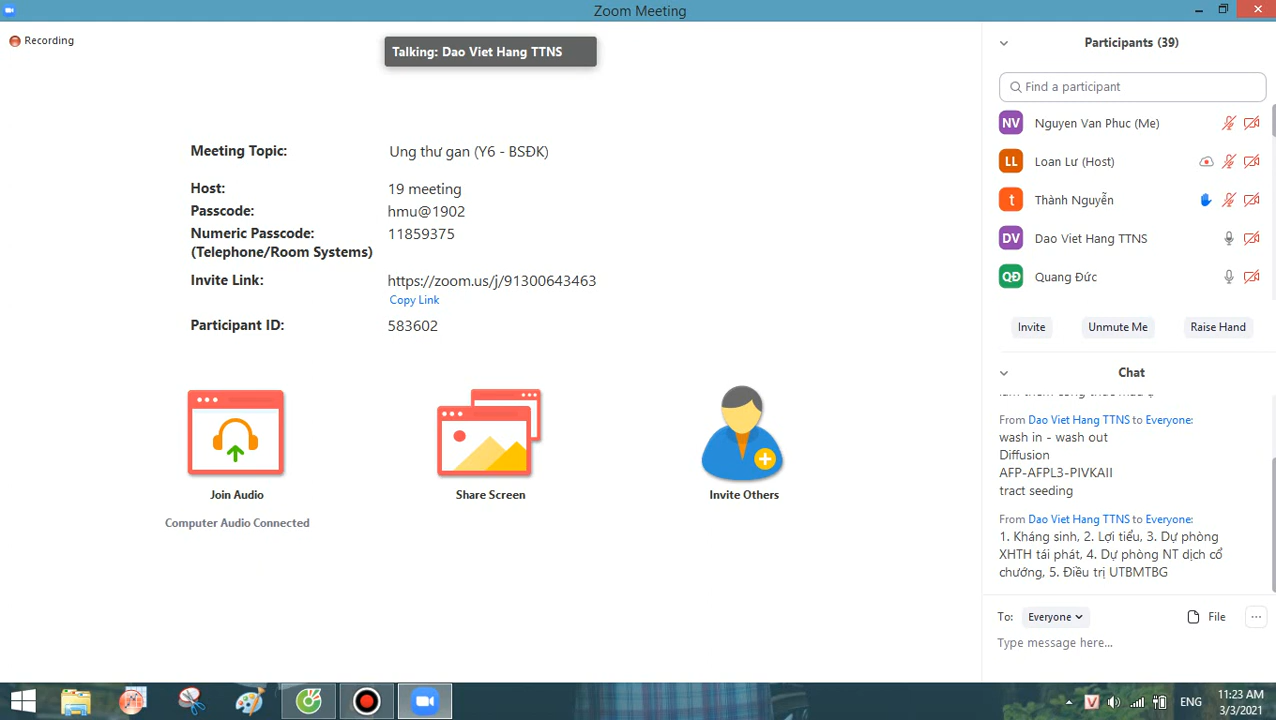 Zoom Meeting
Recording
Talking: Dao Viet Hang TTNS
Meeting Topic: Ung thư gan (Y6 - BSĐK)
Host: 19 meeting
Passcode: hmu@1902
Numeric Passcode: 11859375
(Telephone/Room Systems)
Invite Link: https://zoom.us/j/91300643463
Copy Link
Participant ID: 583602
Join Audio
Computer Audio Connected
Share Screen
Invite Others
Participants (39)
Find a participant
NV Nguyen Van Phuc (Me)
LL Loan Lư (Host)
t Thành Nguyễn
DV Dao Viet Hang TTNS
QĐ Quang Đức
Invite Unmute Me Raise Hand
Chat
From Dao Viet Hang TTNS to Everyone:
wash in - wash out
Diffusion
AFP-AFPL3-PIVKAII
tract seeding
From Dao Viet Hang TTNS to Everyone:
1. Kháng sinh, 2. Lợi tiểu, 3. Dự phòng
XHTH tái phát, 4. Dự phòng NT dịch cổ
chướng, 5. Điều trị UTBMTBG
To: Everyone File
Type message here...
V ENG
11:23 AM
3/3/2021